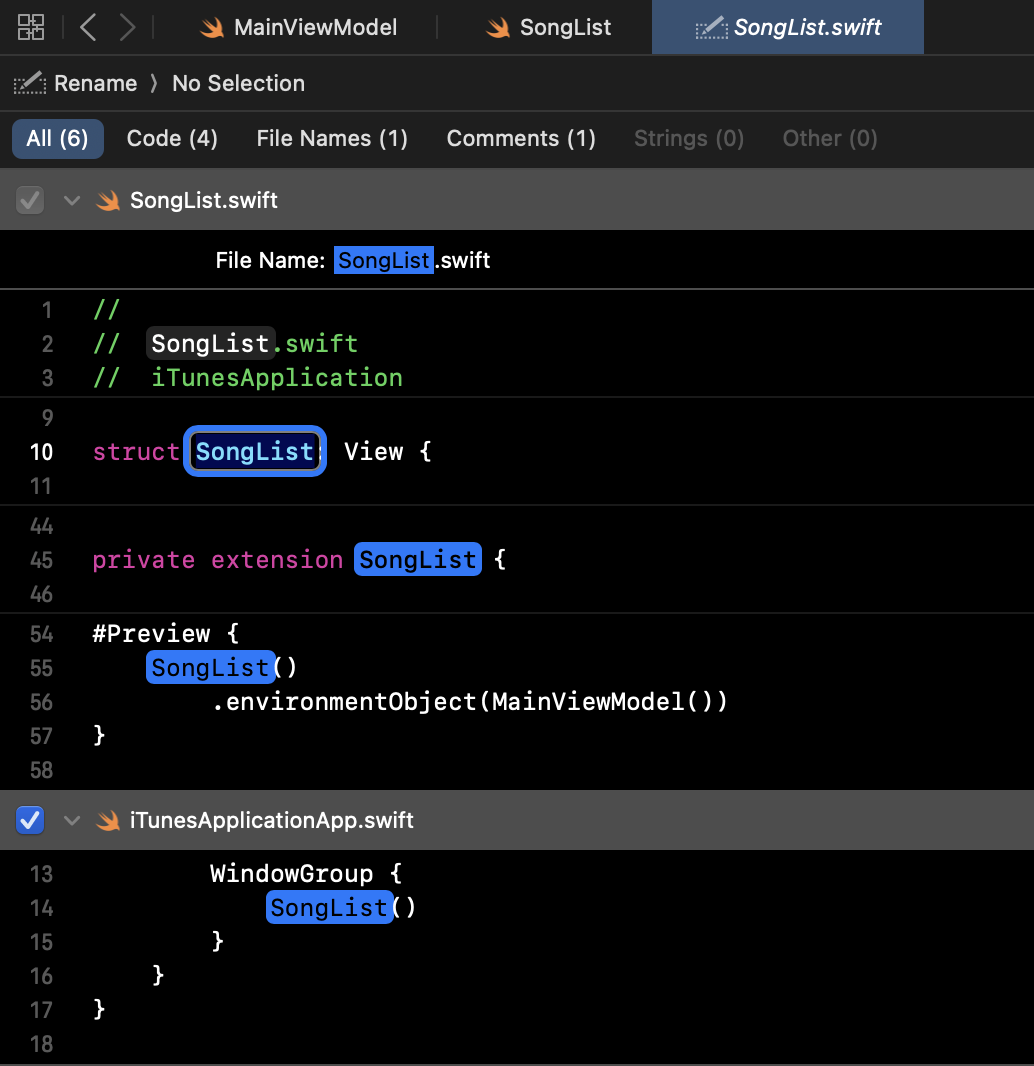 MainViewModel SongList SongList.swift
Rename 〉 No Selection
All (6) Code (4) File Names (1) Comments (1) Strings (0) Other (0)
SongList.swift
File Name: SongList.swift
1 //
2 //  SongList.swift
3 //  iTunesApplication
9
10 struct SongList: View {
11
44
45 private extension SongList {
46
54 #Preview {
55     SongList()
56         .environmentObject(MainViewModel())
57 }
58
iTunesApplicationApp.swift
13         WindowGroup {
14             SongList()
15         }
16     }
17 }
18